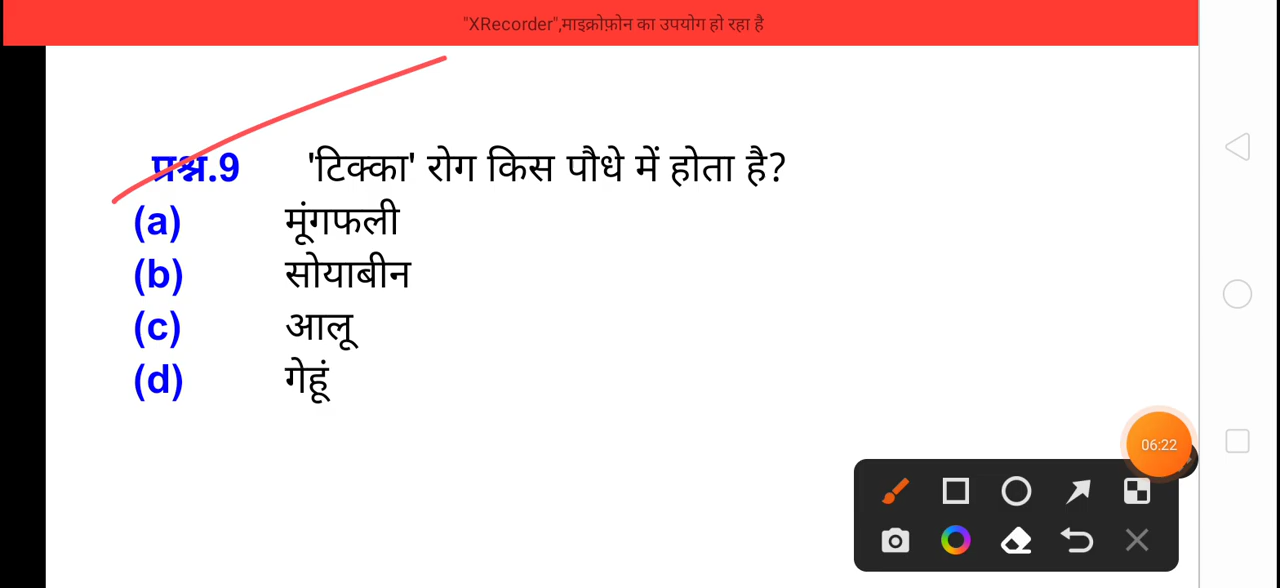 "XRecorder",माइक्रोफ़ोन का उपयोग हो रहा है
प्रश्न.9 'टिक्का' रोग किस पौधे में होता है?
(a) मूंगफली
(b) सोयाबीन
(c) आलू
(d) गेहूं
06:22